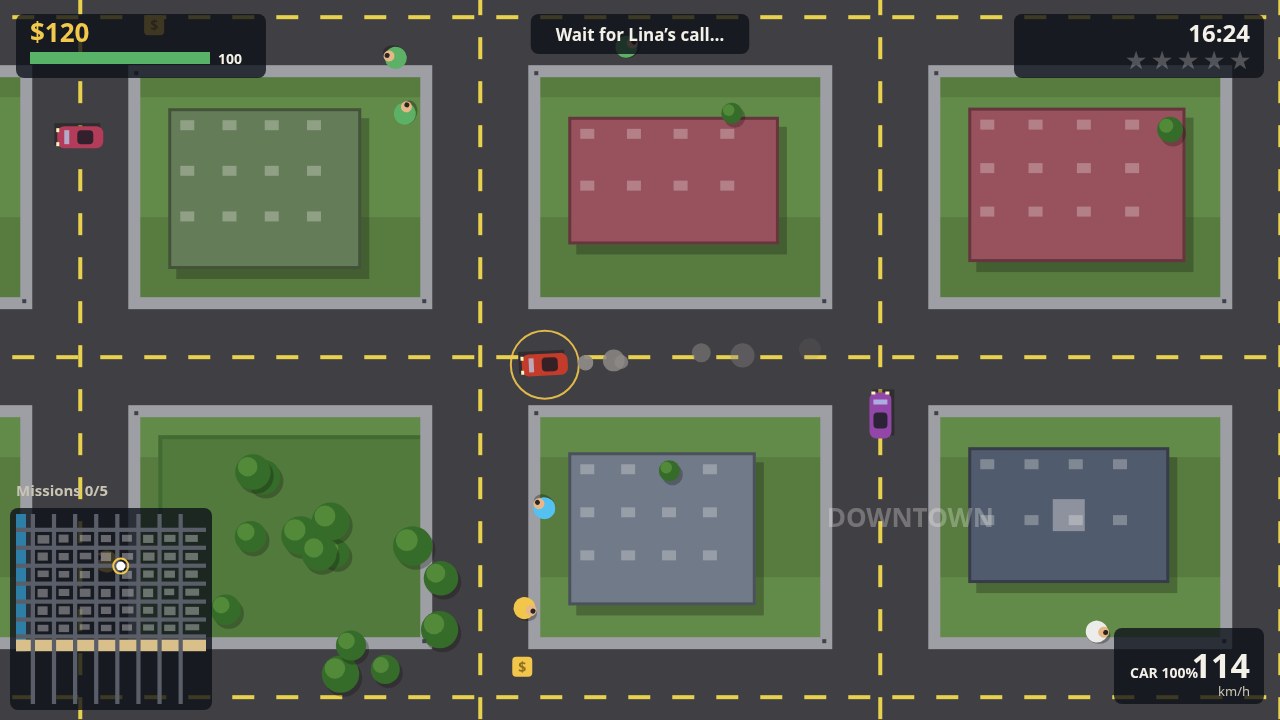 $120
100
Wait for Lina’s call…
16:24
$
DOWNTOWN
Missions 0/5
$
CAR 100%
114
km/h